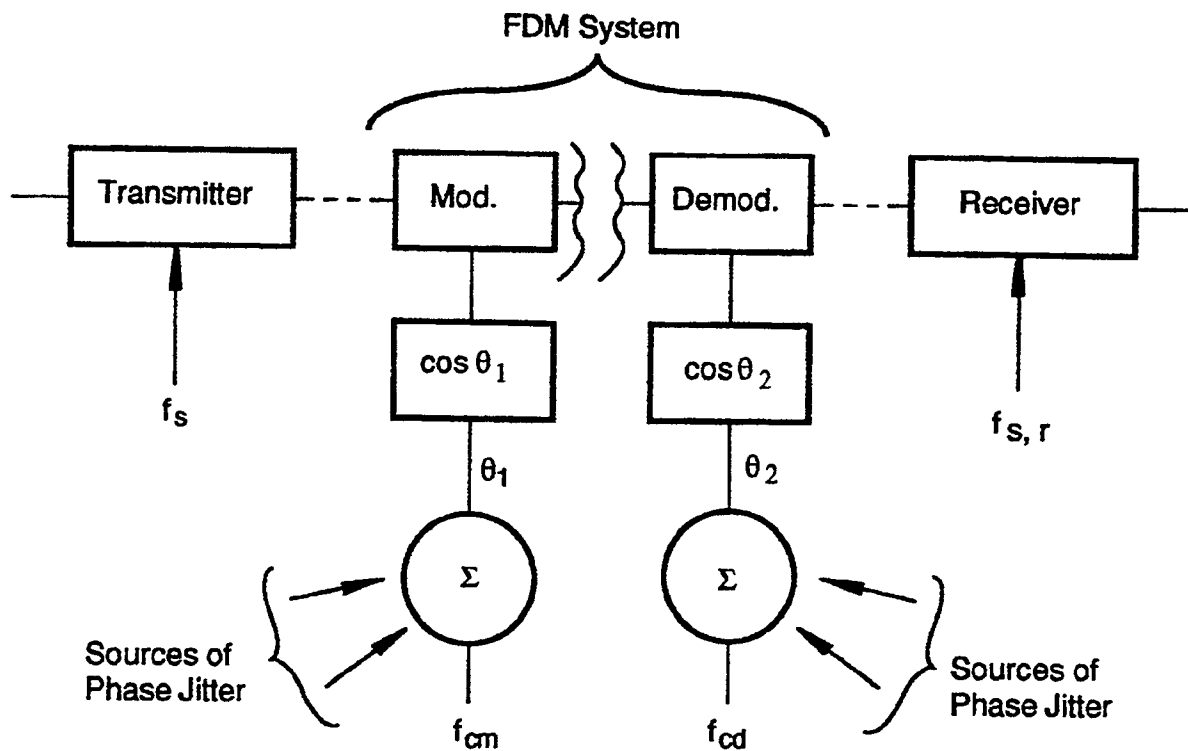 FDM System
Transmitter
Mod.
Demod.
Receiver
cos θ1
cos θ2
fs
fs, r
θ1
θ2
Σ
Σ
Sources of
Phase Jitter
Sources of
Phase Jitter
fcm
fcd